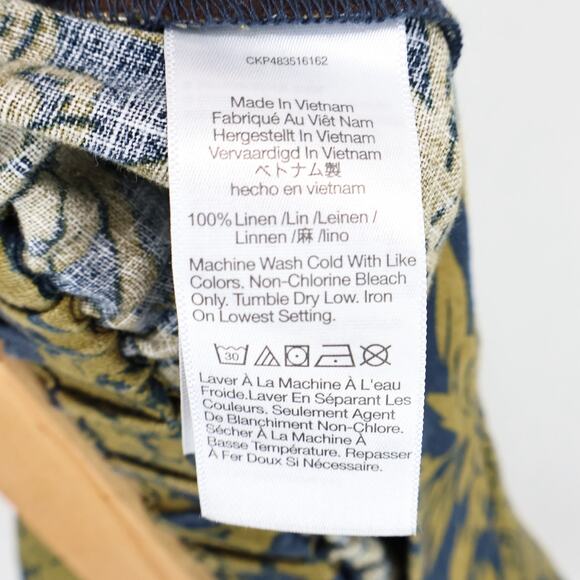 CKP483516162
Made In Vietnam
Fabriqué Au Viêt Nam
Hergestellt In Vietnam
Vervaardigd In Vietnam
ベトナム製
hecho en vietnam
100% Linen /Lin /Leinen /
Linnen /麻 /lino
Machine Wash Cold With Like
Colors. Non-Chlorine Bleach
Only. Tumble Dry Low. Iron
On Lowest Setting.
30
Laver À La Machine À L'eau
Froide.Laver En Séparant Les
Couleurs. Seulement Agent
De Blanchiment Non-Chlore.
Sécher À La Machine À
Basse Température. Repasser
À Fer Doux Si Nécessaire.